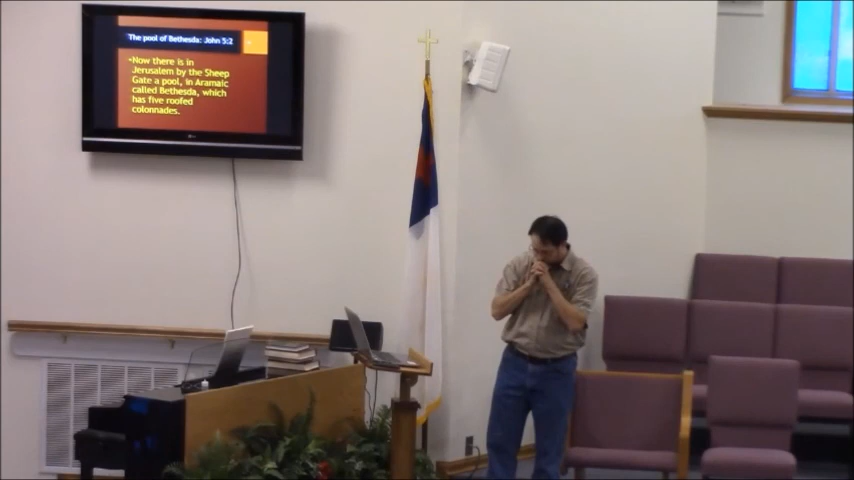 The pool of Bethesda: John 5:2
•Now there is in
Jerusalem by the Sheep
Gate a pool, in Aramaic
called Bethesda, which
has five roofed
colonnades.